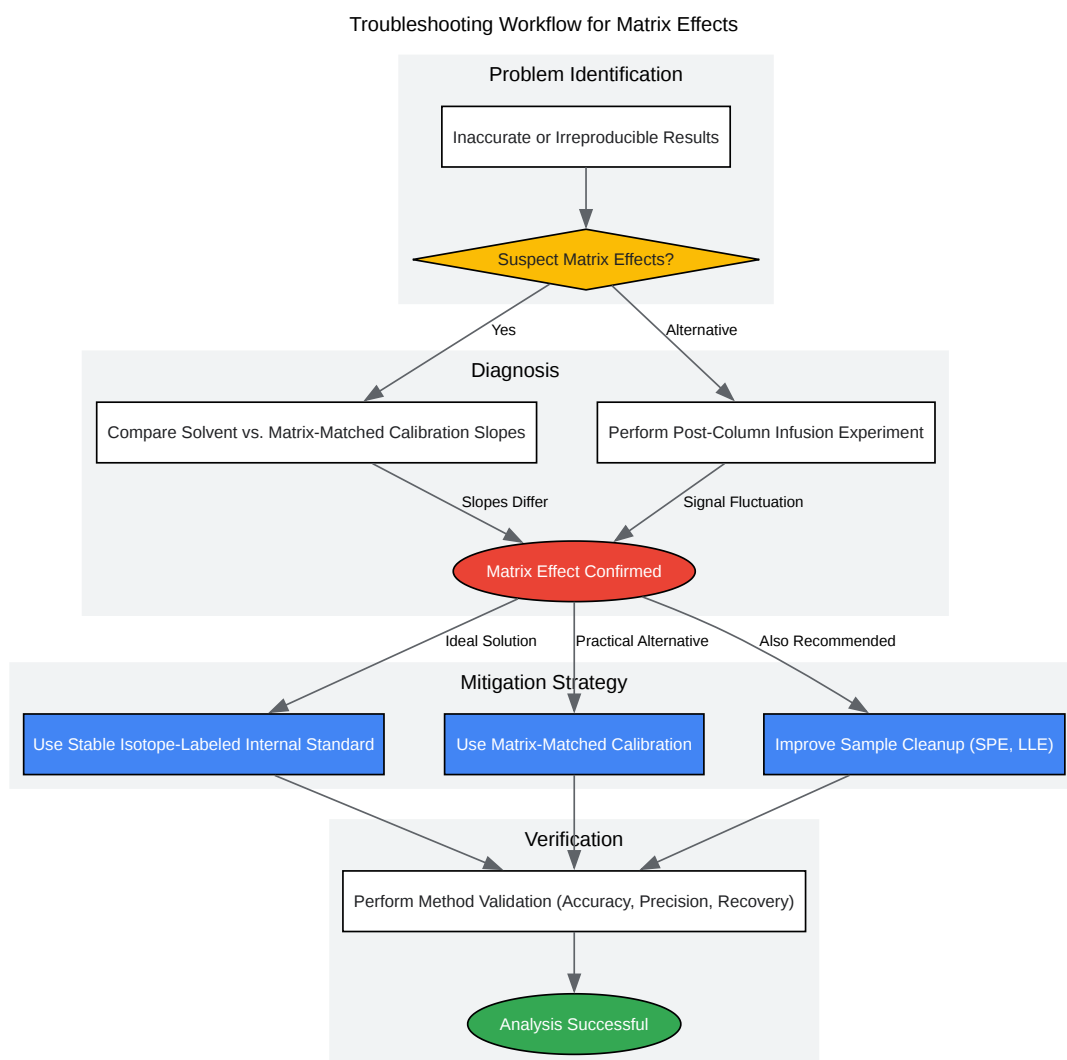 Troubleshooting Workflow for Matrix Effects
Problem Identification
Inaccurate or Irreproducible Results
Suspect Matrix Effects?
Yes
Alternative
Diagnosis
Compare Solvent vs. Matrix-Matched Calibration Slopes
Perform Post-Column Infusion Experiment
Slopes Differ
Signal Fluctuation
Matrix Effect Confirmed
Ideal Solution
Practical Alternative
Also Recommended
Mitigation Strategy
Use Stable Isotope-Labeled Internal Standard
Use Matrix-Matched Calibration
Improve Sample Cleanup (SPE, LLE)
Verification
Perform Method Validation (Accuracy, Precision, Recovery)
Analysis Successful